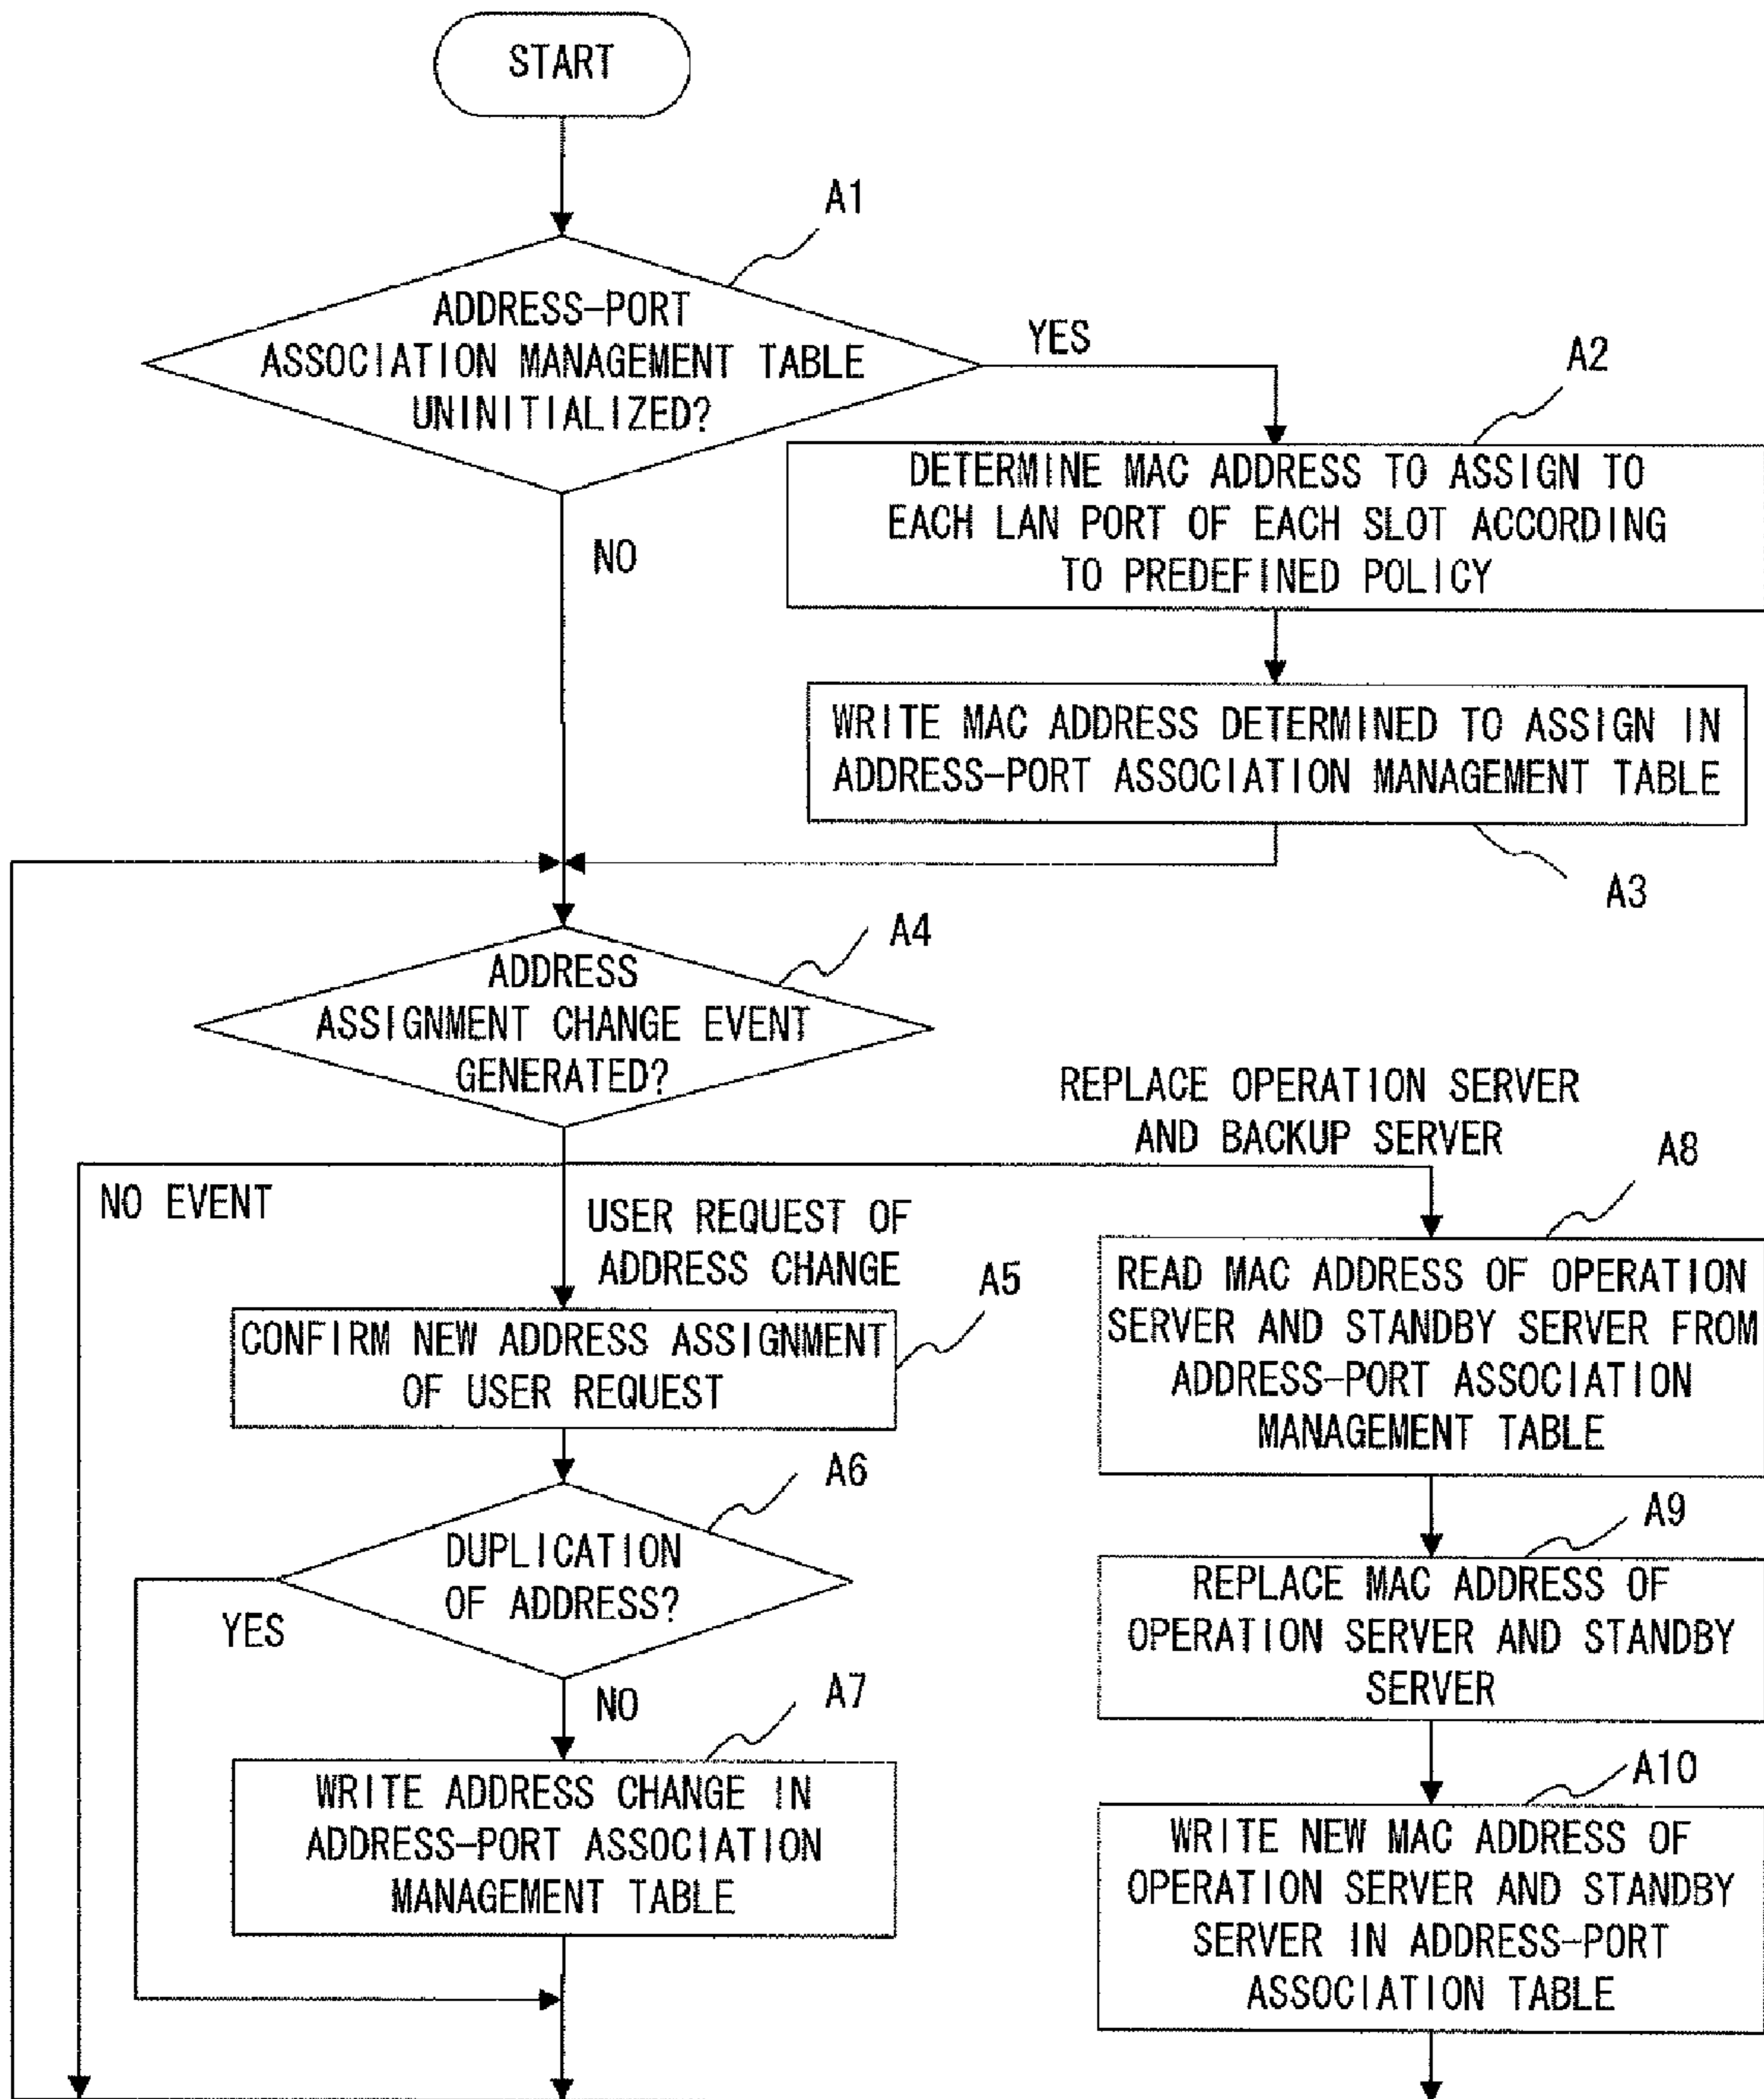 START
A1
ADDRESS-PORT
ASSOCIATION MANAGEMENT TABLE
UNINITIALIZED?
YES
NO
A2
DETERMINE MAC ADDRESS TO ASSIGN TO
EACH LAN PORT OF EACH SLOT ACCORDING
TO PREDEFINED POLICY
WRITE MAC ADDRESS DETERMINED TO ASSIGN IN
ADDRESS-PORT ASSOCIATION MANAGEMENT TABLE
A3
A4
ADDRESS
ASSIGNMENT CHANGE EVENT
GENERATED?
NO EVENT
USER REQUEST OF
ADDRESS CHANGE
REPLACE OPERATION SERVER
AND BACKUP SERVER
A5
CONFIRM NEW ADDRESS ASSIGNMENT
OF USER REQUEST
A6
DUPLICATION
OF ADDRESS?
YES
NO
A7
WRITE ADDRESS CHANGE IN
ADDRESS-PORT ASSOCIATION
MANAGEMENT TABLE
A8
READ MAC ADDRESS OF OPERATION
SERVER AND STANDBY SERVER FROM
ADDRESS-PORT ASSOCIATION
MANAGEMENT TABLE
A9
REPLACE MAC ADDRESS OF
OPERATION SERVER AND STANDBY
SERVER
A10
WRITE NEW MAC ADDRESS OF
OPERATION SERVER AND STANDBY
SERVER IN ADDRESS-PORT
ASSOCIATION TABLE